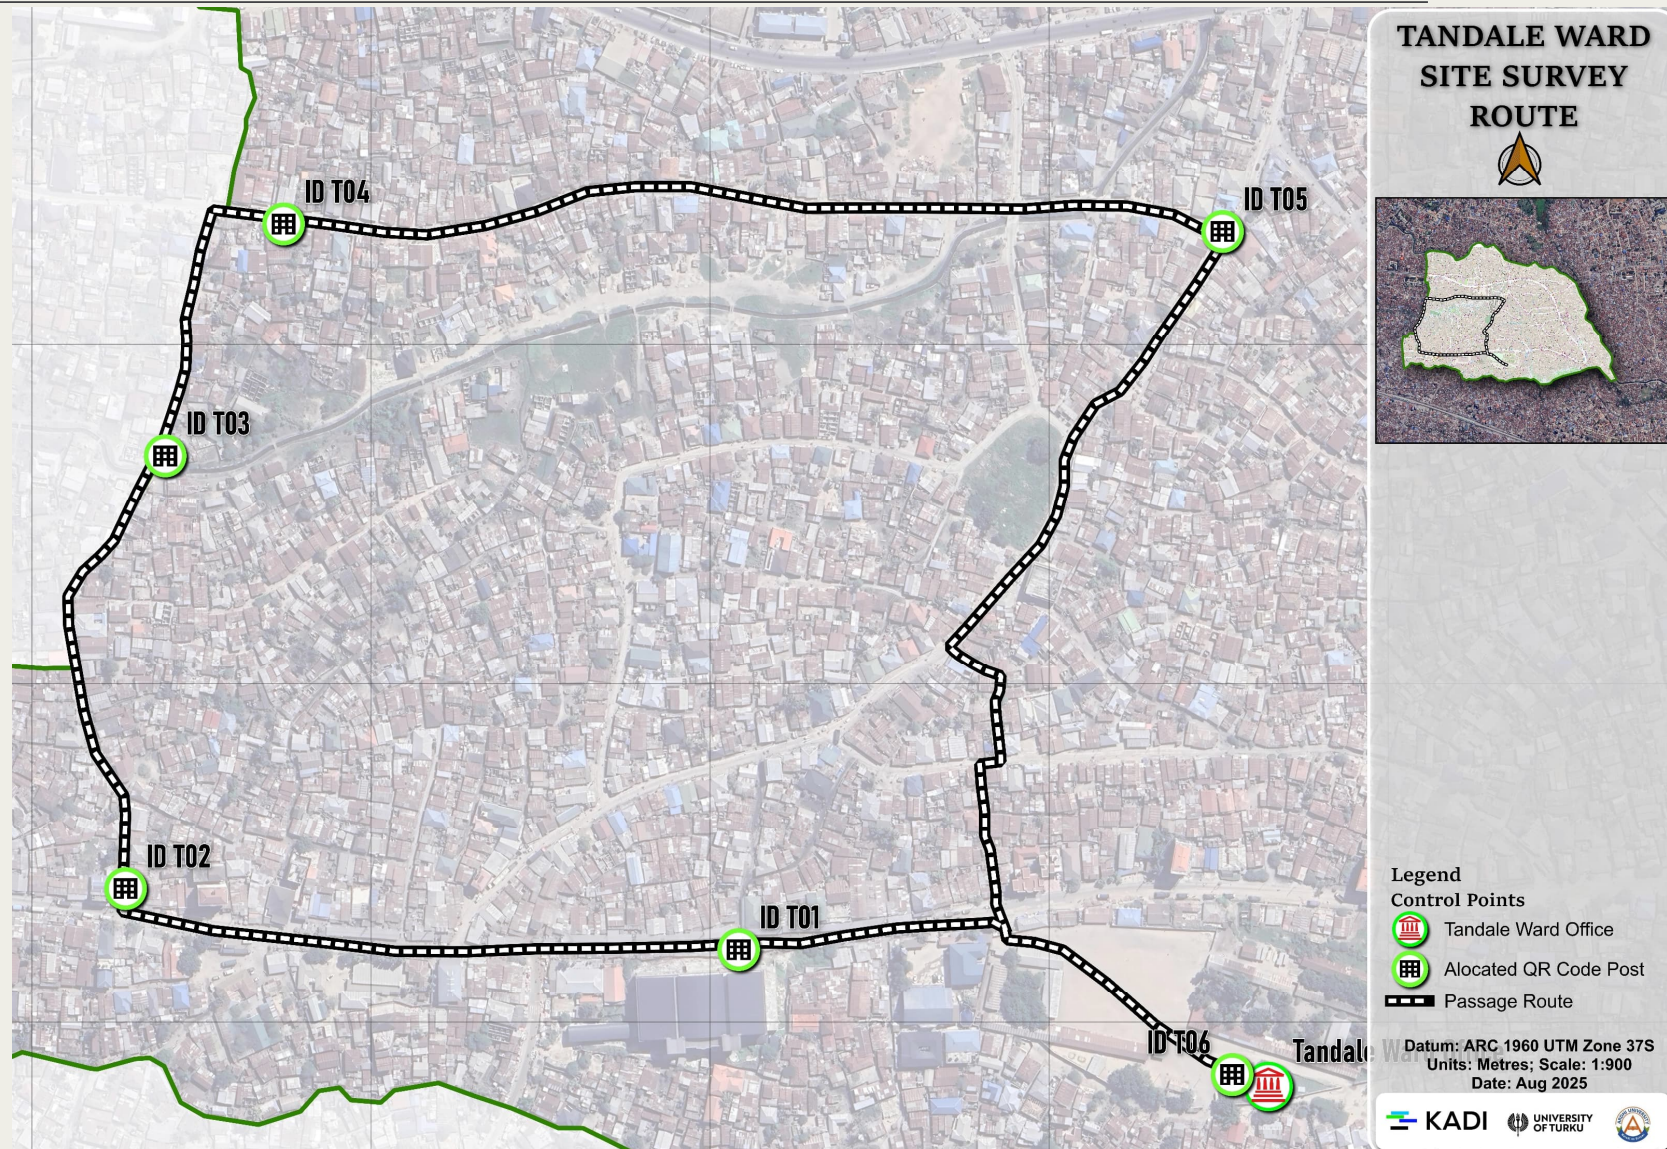 TANDALE WARD
SITE SURVEY
ROUTE
ID T04
ID T05
ID T03
ID T02
ID T01
ID T06
Tandale Ward Office
Legend
Control Points
Tandale Ward Office
Alocated QR Code Post
Passage Route
Datum: ARC 1960 UTM Zone 37S
Units: Metres; Scale: 1:900
Date: Aug 2025
KADI
UNIVERSITY
OF TURKU